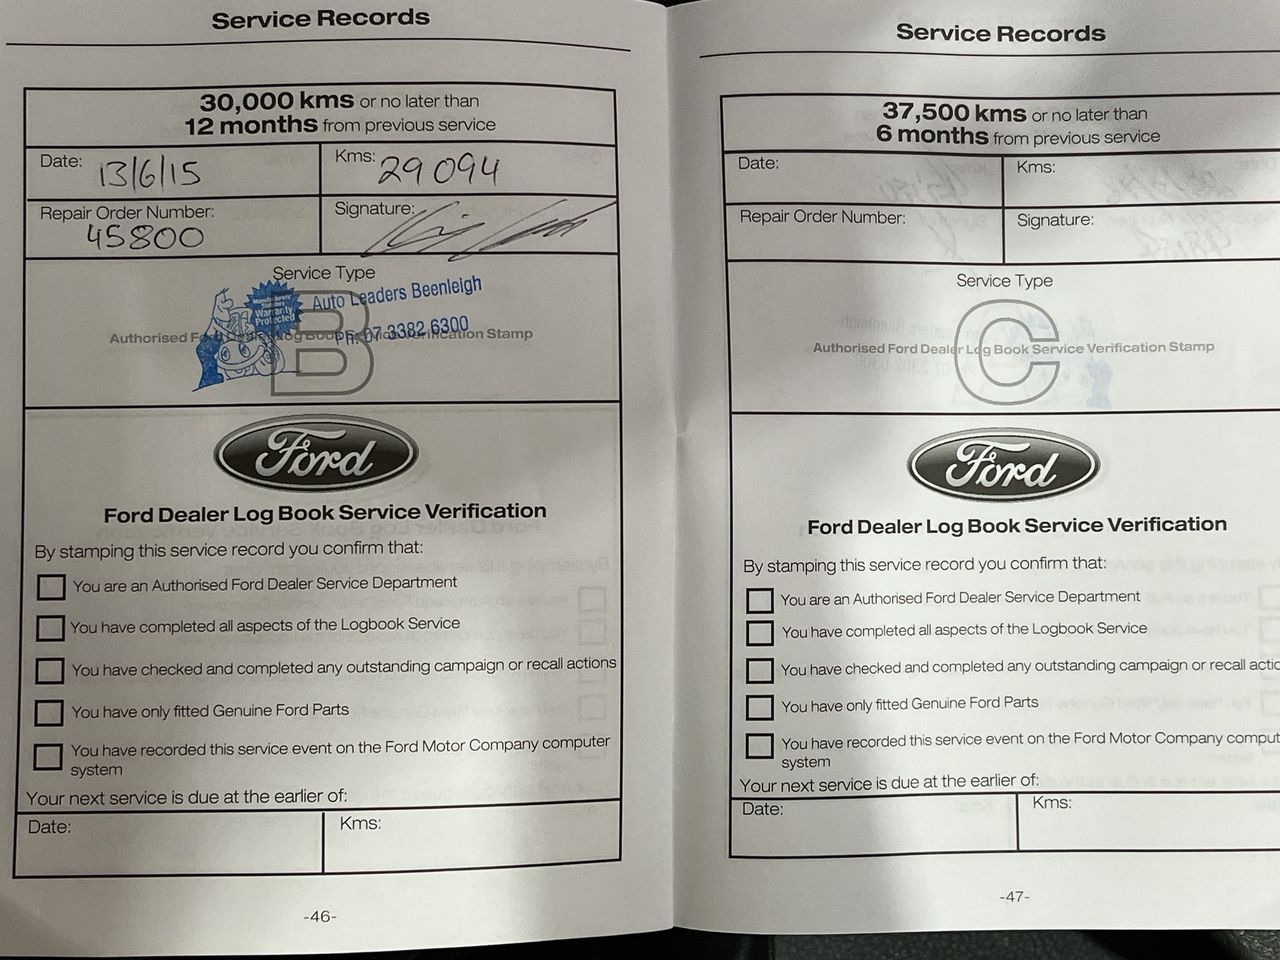 Service Records
30,000 kms or no later than
12 months from previous service
Date: 13/6/15
Kms: 29 094
Repair Order Number:
45800
Signature:
Service Type
Manufacturers'
Statutory
Warranty
Protected
Auto Leaders Beenleigh
PH: 07 3382 6300
B
Authorised Ford Dealer Log Book Service Verification Stamp
Ford
Ford Dealer Log Book Service Verification
By stamping this service record you confirm that:
You are an Authorised Ford Dealer Service Department
You have completed all aspects of the Logbook Service
You have checked and completed any outstanding campaign or recall actions
You have only fitted Genuine Ford Parts
You have recorded this service event on the Ford Motor Company computer
system
Your next service is due at the earlier of:
Date:
Kms:
-46-
Service Records
37,500 kms or no later than
6 months from previous service
Date:
Kms:
Repair Order Number:
Signature:
Service Type
C
Authorised Ford Dealer Log Book Service Verification Stamp
Ford
Ford Dealer Log Book Service Verification
By stamping this service record you confirm that:
You are an Authorised Ford Dealer Service Department
You have completed all aspects of the Logbook Service
You have checked and completed any outstanding campaign or recall actio
You have only fitted Genuine Ford Parts
You have recorded this service event on the Ford Motor Company comput
system
Your next service is due at the earlier of:
Date:
Kms:
-47-